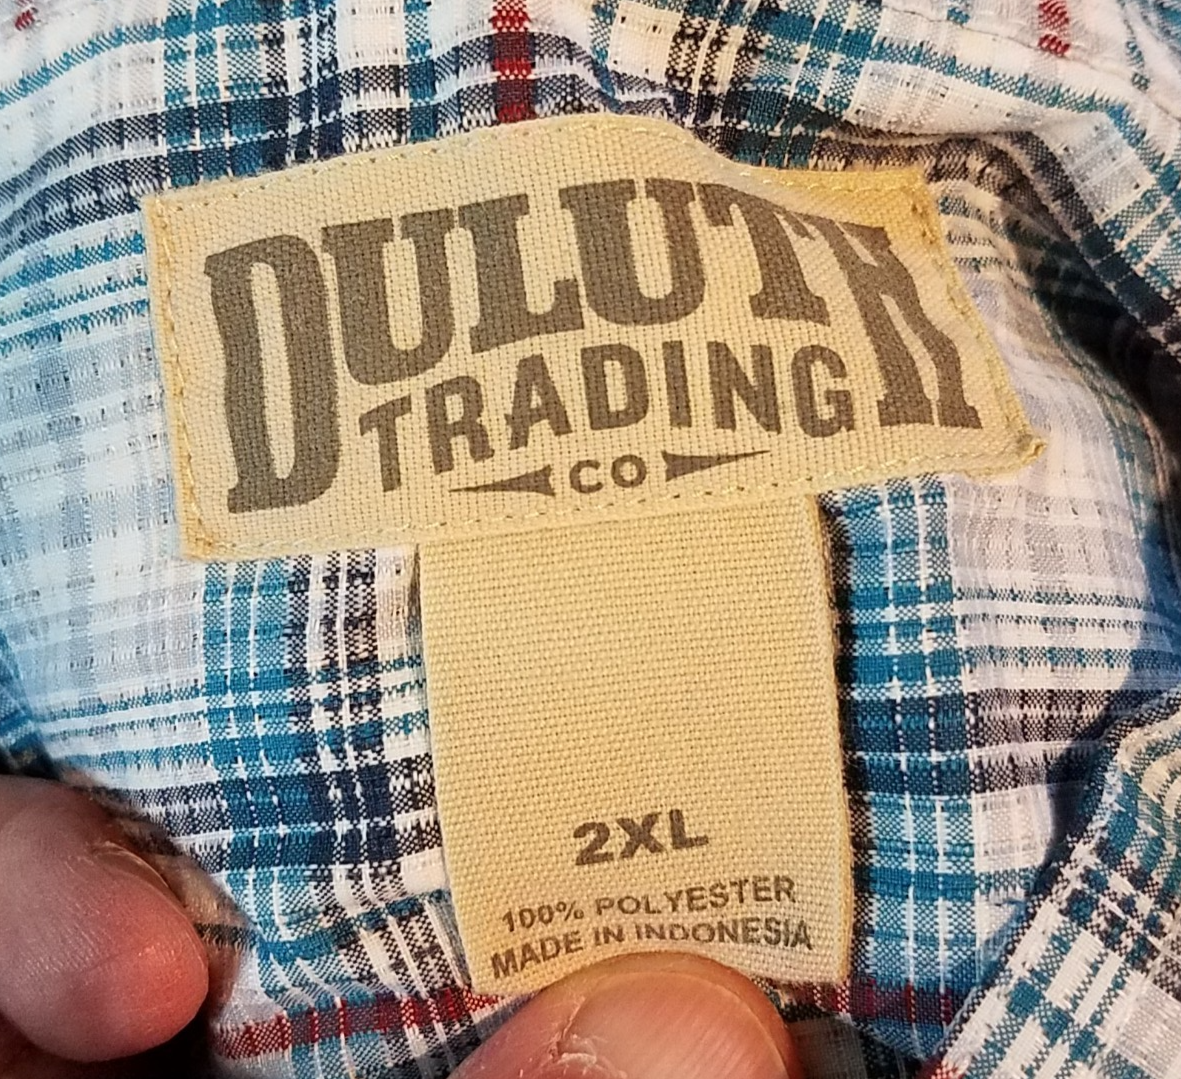 DULUTH
TRADING
CO
2XL
100% POLYESTER
MADE IN INDONESIA